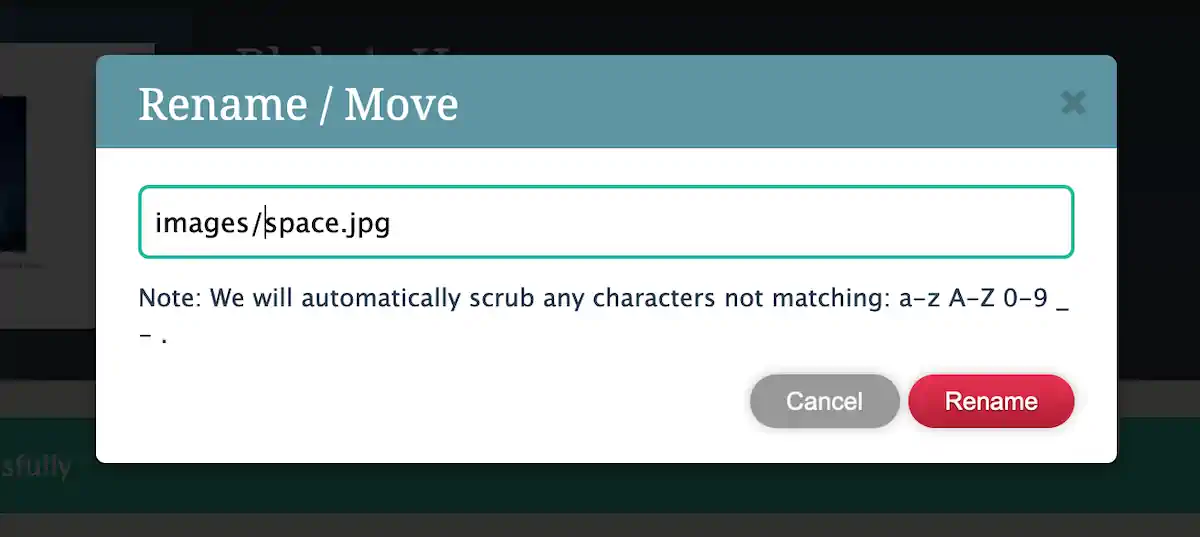 Rename / Move
images/space.jpg
Note: We will automatically scrub any characters not matching: a-z A-Z 0-9 _
- .
Cancel
Rename
sfully